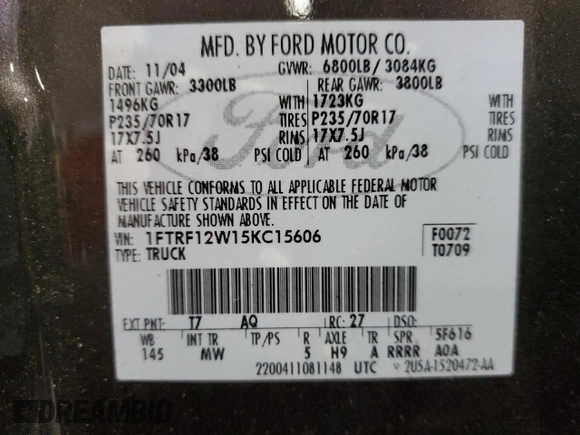 MFD. BY FORD MOTOR CO.
DATE: 11/04 GVWR: 6800LB/ 3084KG
FRONT GAWR: 3300LB REAR GAWR: 3800LB
1496KG WITH 1723KG WITH
P235/70R17 TIRES P235/70R17 TIRES
17X7.5J RIMS 17X7.5J RIMS
AT 260 kPa/38 PSI COLD AT 260 kPa/38 PSI COLD
Ford
THIS VEHICLE CONFORMS TO ALL APPLICABLE FEDERAL MOTOR
VEHICLE SAFETY STANDARDS IN EFFECT ON THE DATE OF
MANUFACTURE SHOWN ABOVE.
VIN: 1FTRF12W15KC15606 F0072
TYPE: TRUCK T0709
EXT PNT: T7 AQ RC: 27 DSO:
WB INT TR TP/PS R AXLE TR SPR 5F616
145 MW 5 H9 A RRRR A0A
2200411081148 UTC 2U5A-1520472-AA
DREAMBID